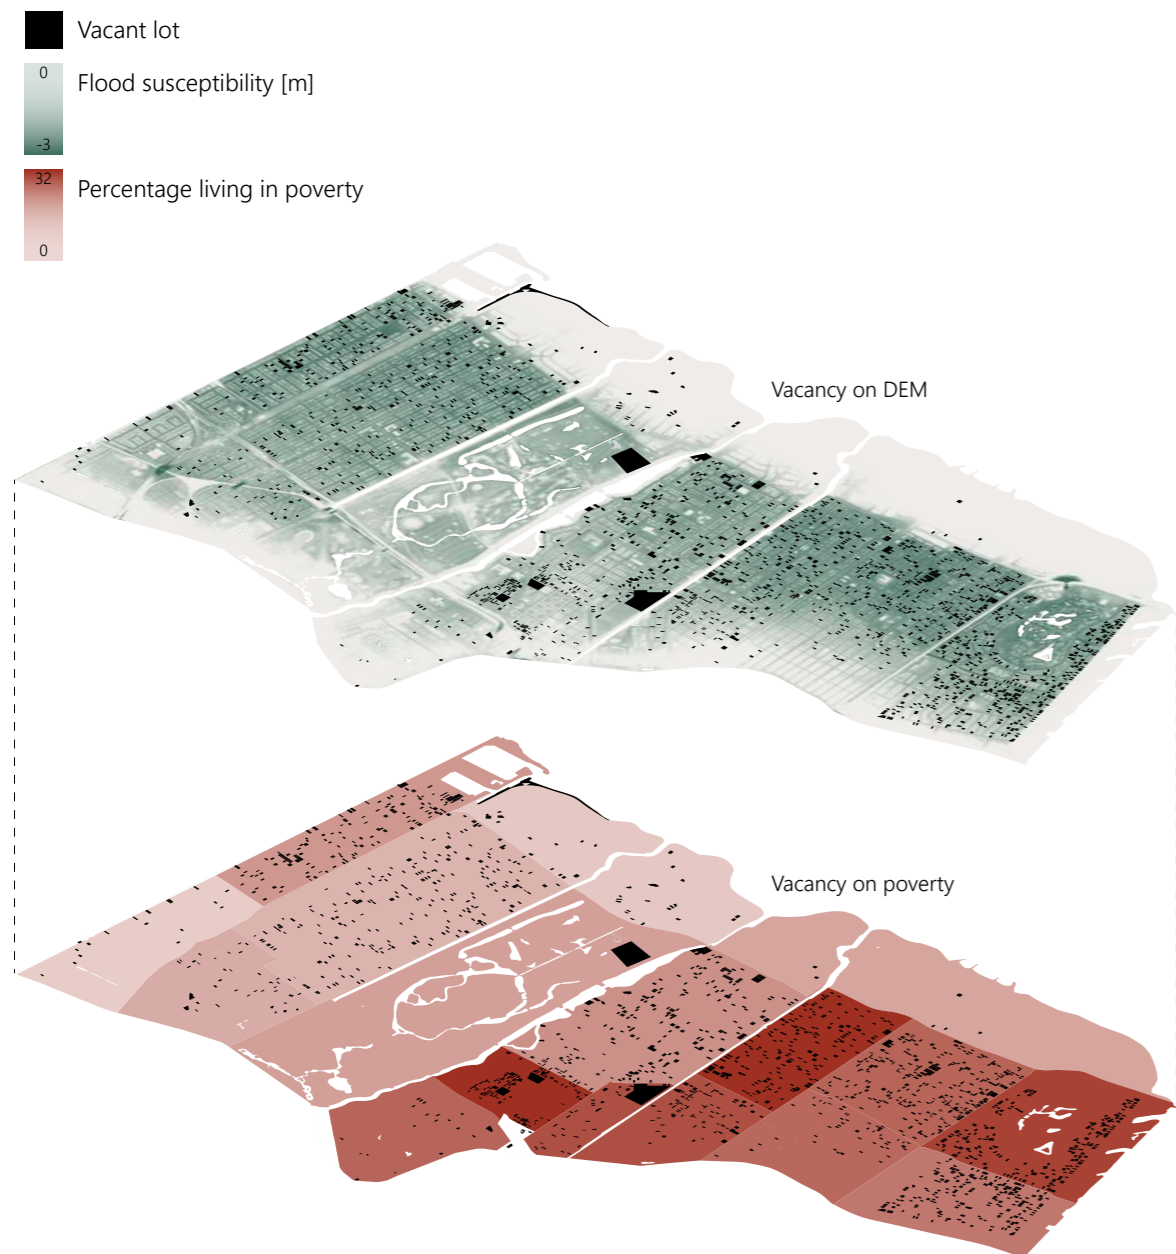 Vacant lot
0
Flood susceptibility [m]
-3
32
Percentage living in poverty
0
Vacancy on DEM
Vacancy on poverty